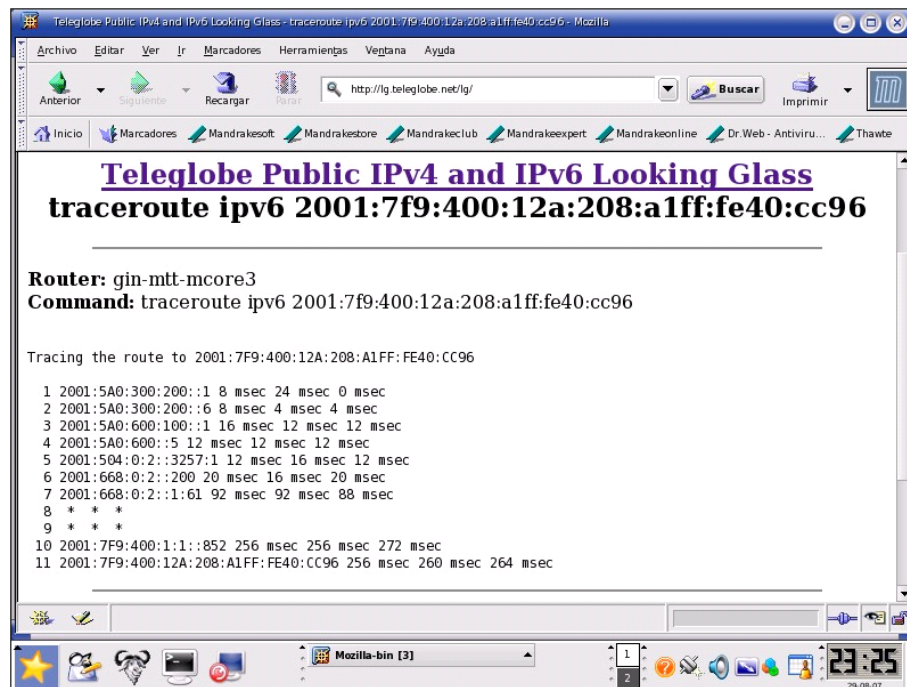 Teleglobe Public IPv4 and IPv6 Looking Glass - traceroute ipv6 2001:7f9:400:12a:208:a1ff:fe40:cc96 - Mozilla
Archivo Editar Ver Ir Marcadores Herramientas Ventana Ayuda
Anterior Siguiente Recargar Parar http://lg.teleglobe.net/lg/ Buscar Imprimir
Inicio Marcadores Mandrakesoft Mandrakestore Mandrakeclub Mandrakeexpert Mandrakeonline Dr.Web - Antiviru... Thawte
Teleglobe Public IPv4 and IPv6 Looking Glass
traceroute ipv6 2001:7f9:400:12a:208:a1ff:fe40:cc96
Router: gin-mtt-mcore3
Command: traceroute ipv6 2001:7f9:400:12a:208:a1ff:fe40:cc96
Tracing the route to 2001:7F9:400:12A:208:A1FF:FE40:CC96
1 2001:5A0:300:200::1 8 msec 24 msec 0 msec
2 2001:5A0:300:200::6 8 msec 4 msec 4 msec
3 2001:5A0:600:100::1 16 msec 12 msec 12 msec
4 2001:5A0:600::5 12 msec 12 msec 12 msec
5 2001:504:0:2::3257:1 12 msec 16 msec 12 msec
6 2001:668:0:2::200 20 msec 16 msec 20 msec
7 2001:668:0:2::1:61 92 msec 92 msec 88 msec
8 * * *
9 * * *
10 2001:7F9:400:1:1::852 256 msec 256 msec 272 msec
11 2001:7F9:400:12A:208:A1FF:FE40:CC96 256 msec 260 msec 264 msec
Mozilla-bin [3] 1 23:25
2 29-08-07